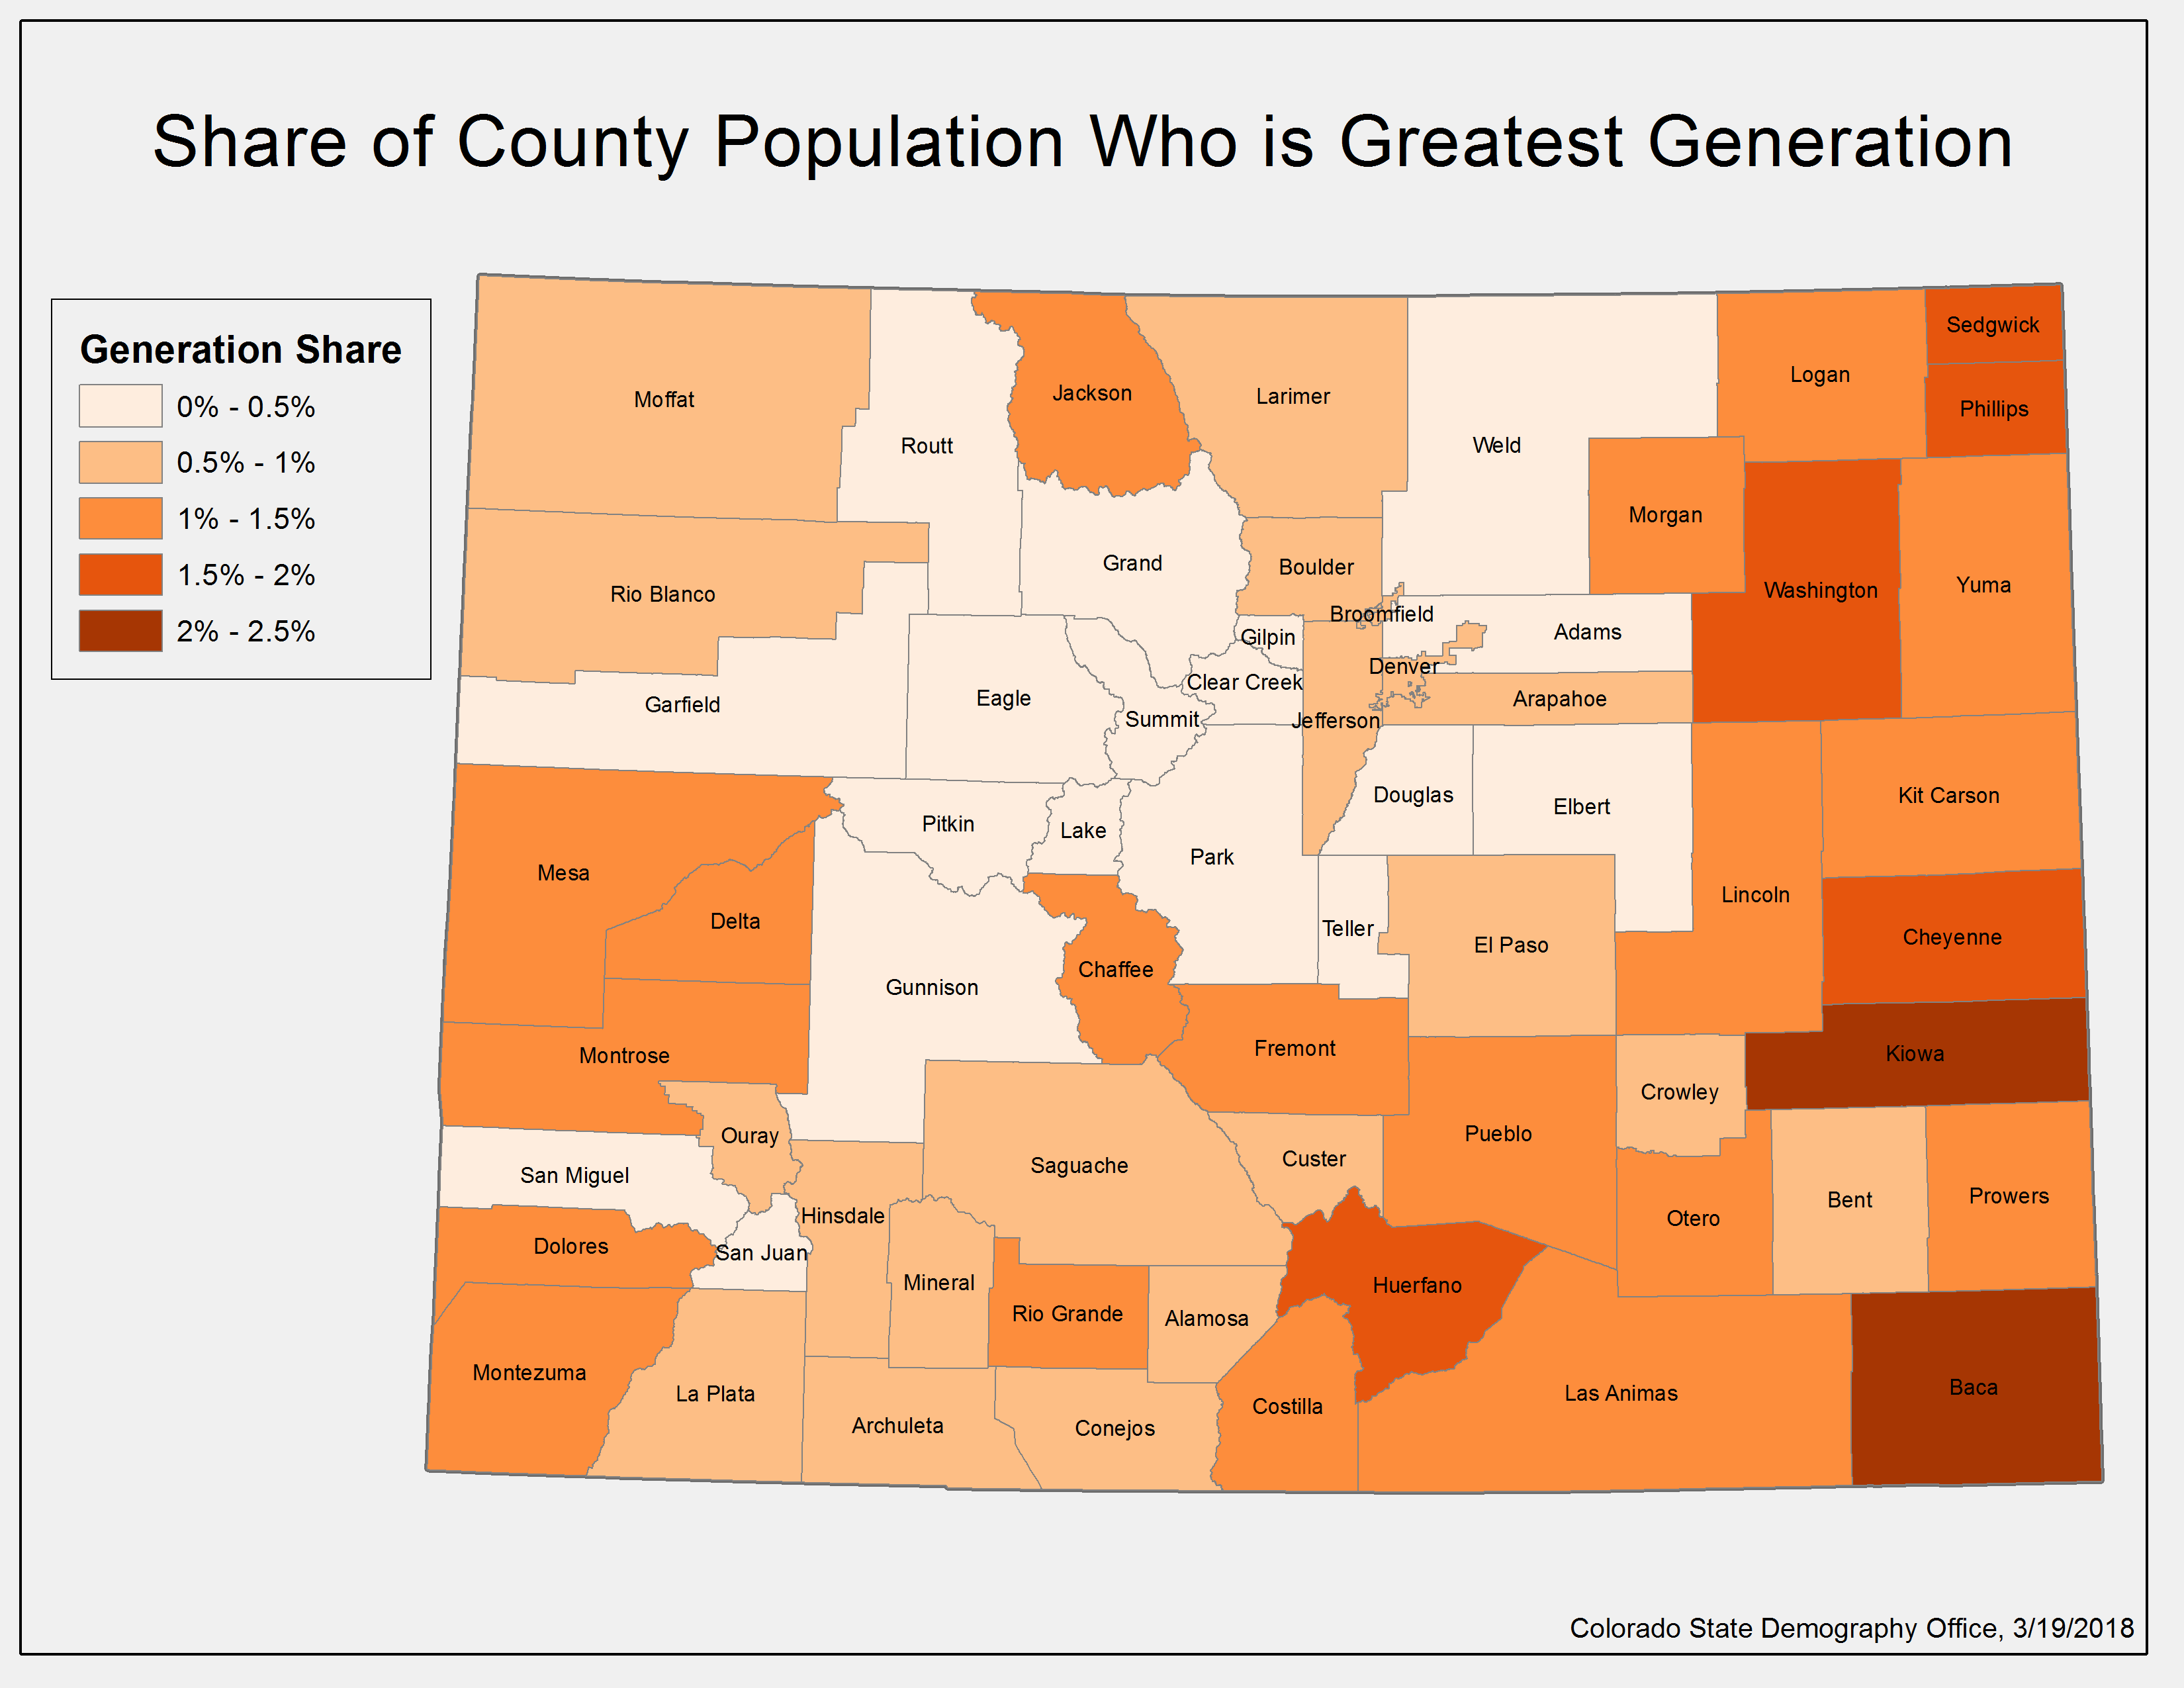 Share of County Population Who is Greatest Generation
Generation Share
0% - 0.5%
0.5% - 1%
1% - 1.5%
1.5% - 2%
2% - 2.5%
Sedgwick
Logan
Jackson
Larimer
Moffat
Phillips
Routt
Weld
Morgan
Grand
Boulder
Yuma
Washington
Rio Blanco
Broomfield
Adams
Gilpin
Denver
Clear Creek
Eagle
Arapahoe
Garfield
Summit
Jefferson
Douglas
Kit Carson
Elbert
Pitkin
Lake
Park
Mesa
Lincoln
Delta
Teller
Cheyenne
El Paso
Chaffee
Gunnison
Fremont
Kiowa
Montrose
Crowley
Pueblo
Ouray
Custer
Saguache
San Miguel
Prowers
Bent
Hinsdale
Otero
Dolores
San Juan
Mineral
Huerfano
Rio Grande
Alamosa
Montezuma
Baca
La Plata
Las Animas
Costilla
Archuleta
Conejos
Colorado State Demography Office, 3/19/2018